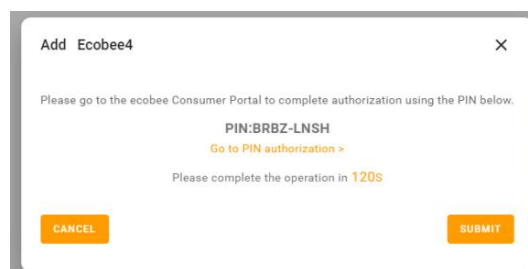 Add Ecobee4
Please go to the ecobee Consumer Portal to complete authorization using the PIN below.
PIN:BRBZ-LNSH
Go to PIN authorization >
Please complete the operation in 120S
CANCEL
SUBMIT